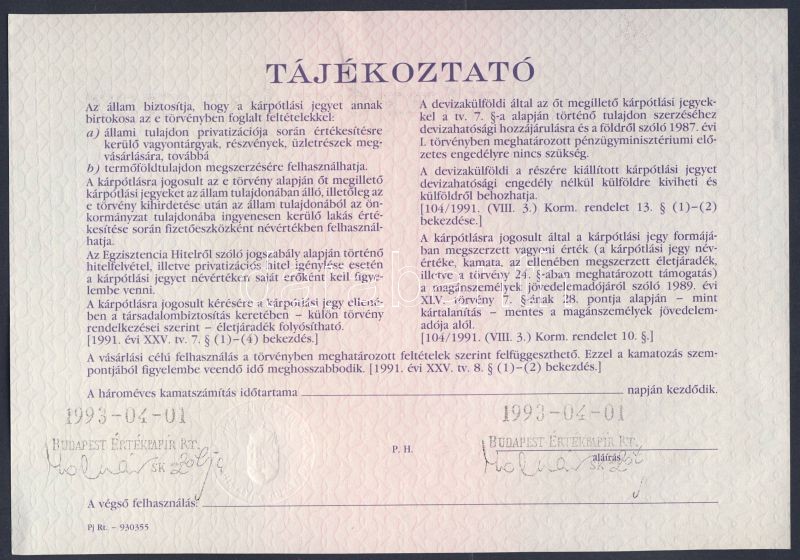 TÁJÉKOZTATÓ
Az állam biztosítja, hogy a kárpótlási jegyet annak
birtokosa az e törvényben foglalt feltételekkel:
a) állami tulajdon privatizációja során értékesítésre
kerülő vagyontárgyak, részvények, üzletrészek meg-
vásárlására, továbbá
b) termőföldtulajdon megszerzésére felhasználhatja.
A kárpótlásra jogosult az e törvény alapján őt megillető
kárpótlási jegyeket az állam tulajdonában álló, illetőleg az
e törvény kihirdetése után az állam tulajdonából az ön-
kormányzat tulajdonába ingyenesen kerülő lakás érté-
kesítése során fizetőeszközként névértékben felhasznál-
hatja.
Az Egzisztencia Hitelről szóló jogszabály alapján történő
hitelfelvétel, illetve privatizációs hitel igénylése esetén
a kárpótlási jegyet névértéken saját erőként kell figye-
lembe venni.
A kárpótlásra jogosult kérésére a kárpótlási jegy ellené-
ben a társadalombiztosítás keretében – külön törvény
rendelkezései szerint – életjáradék folyósítható.
[1991. évi XXV. tv. 7. § (1)–(4) bekezdés.]
A devizakülföldi által az őt megillető kárpótlási jegyek-
kel a tv. 7. §-a alapján történő tulajdon szerzéséhez
devizahatósági hozzájárulásra és a földről szóló 1987. évi
I. törvényben meghatározott pénzügyminisztériumi elő-
zetes engedélyre nincs szükség.
A devizakülföldi a részére kiállított kárpótlási jegyet
devizahatósági engedély nélkül külföldre kiviheti és
külföldről behozhatja.
[104/1991. (VIII. 3.) Korm. rendelet 13. § (1)–(2)
bekezdése.]
A kárpótlásra jogosult által a kárpótlási jegy formájá-
ban megszerzett vagyoni érték (a kárpótlási jegy név-
értéke, kamata, az ellenében megszerzett életjáradék,
illetve a törvény 24. §-ában meghatározott támogatás)
a magánszemélyek jövedelemadójáról szóló 1989. évi
XLV. törvény 7. §-ának 28. pontja alapján – mint
kártalanítás – mentes a magánszemélyek jövedelem-
adója alól.
[104/1991. (VIII. 3.) Korm. rendelet 10. §.]
A vásárlási célú felhasználás a törvényben meghatározott feltételek szerint felfüggeszthető. Ezzel a kamatozás szem-
pontjából figyelembe veendő idő meghosszabbodik. [1991. évi XXV. tv. 8. § (1)–(2) bekezdés.]
A hároméves kamatszámítás időtartama napján kezdődik.
1993-04-01
1993-04-01
BUDAPEST ÉRTÉKPAPÍR RT.
BUDAPEST ÉRTÉKPAPÍR RT.
P. H.
aláírás
Molnár SK
Molnár SK
A végső felhasználás:
Pj Rt. – 930355